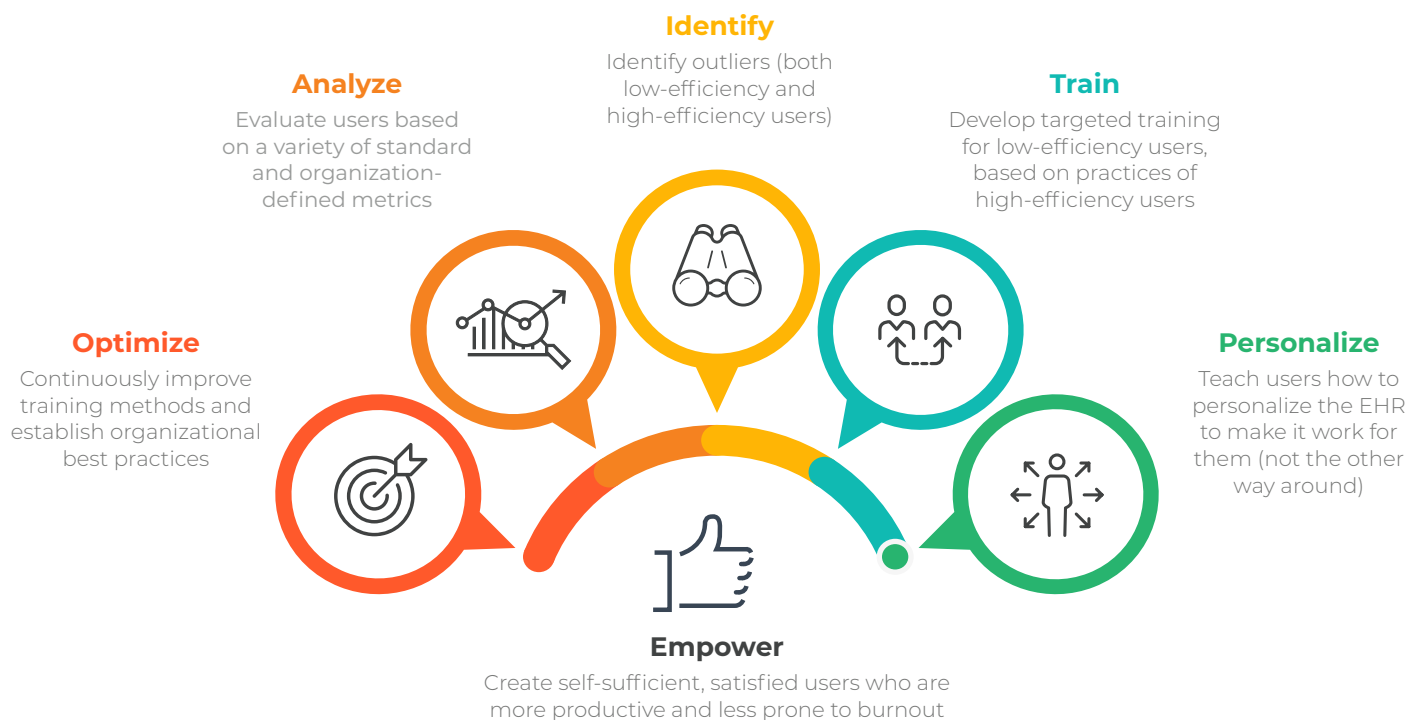 Identify
Identify outliers (both
low-efficiency and
high-efficiency users)
Analyze
Evaluate users based
on a variety of standard
and organization-
defined metrics
Train
Develop targeted training
for low-efficiency users,
based on practices of
high-efficiency users
Optimize
Continuously improve
training methods and
establish organizational
best practices
Personalize
Teach users how to
personalize the EHR
to make it work for
them (not the other
way around)
Empower
Create self-sufficient, satisfied users who are
more productive and less prone to burnout